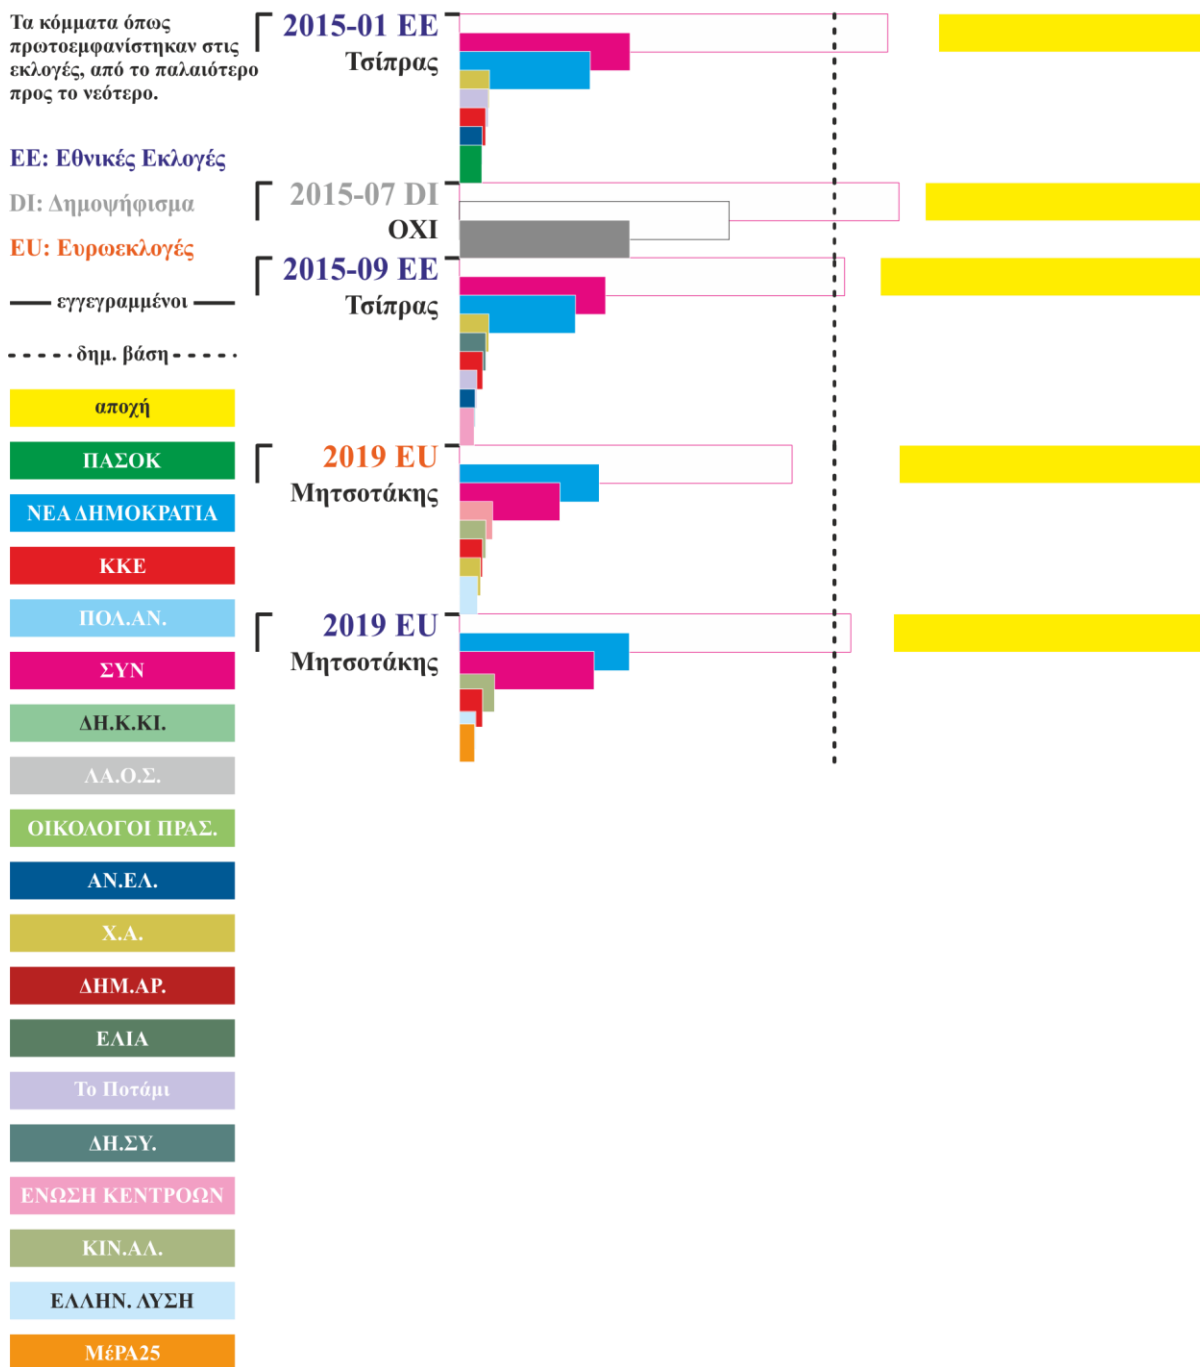 Τα κόμματα όπως
πρωτοεμφανίστηκαν στις
εκλογές, από το παλαιότερο
προς το νεότερο.
ΕΕ: Εθνικές Εκλογές
DI: Δημοψήφισμα
EU: Ευρωεκλογές
εγγεγραμμένοι
δημ. βάση
αποχή
ΠΑΣΟΚ
ΝΕΑ ΔΗΜΟΚΡΑΤΙΑ
ΚΚΕ
ΠΟΛ.ΑΝ.
ΣΥΝ
ΔΗ.Κ.ΚΙ.
ΛΑ.Ο.Σ.
ΟΙΚΟΛΟΓΟΙ ΠΡΑΣ.
ΑΝ.ΕΛ.
Χ.Α.
ΔΗΜ.ΑΡ.
ΕΛΙΑ
Το Ποτάμι
ΔΗ.ΣΥ.
ΕΝΩΣΗ ΚΕΝΤΡΟΩΝ
ΚΙΝ.ΑΛ.
ΕΛΛΗΝ. ΛΥΣΗ
ΜέΡΑ25
2015-01 ΕΕ
Τσίπρας
2015-07 DI
ΟΧΙ
2015-09 ΕΕ
Τσίπρας
2019 EU
Μητσοτάκης
2019 EU
Μητσοτάκης